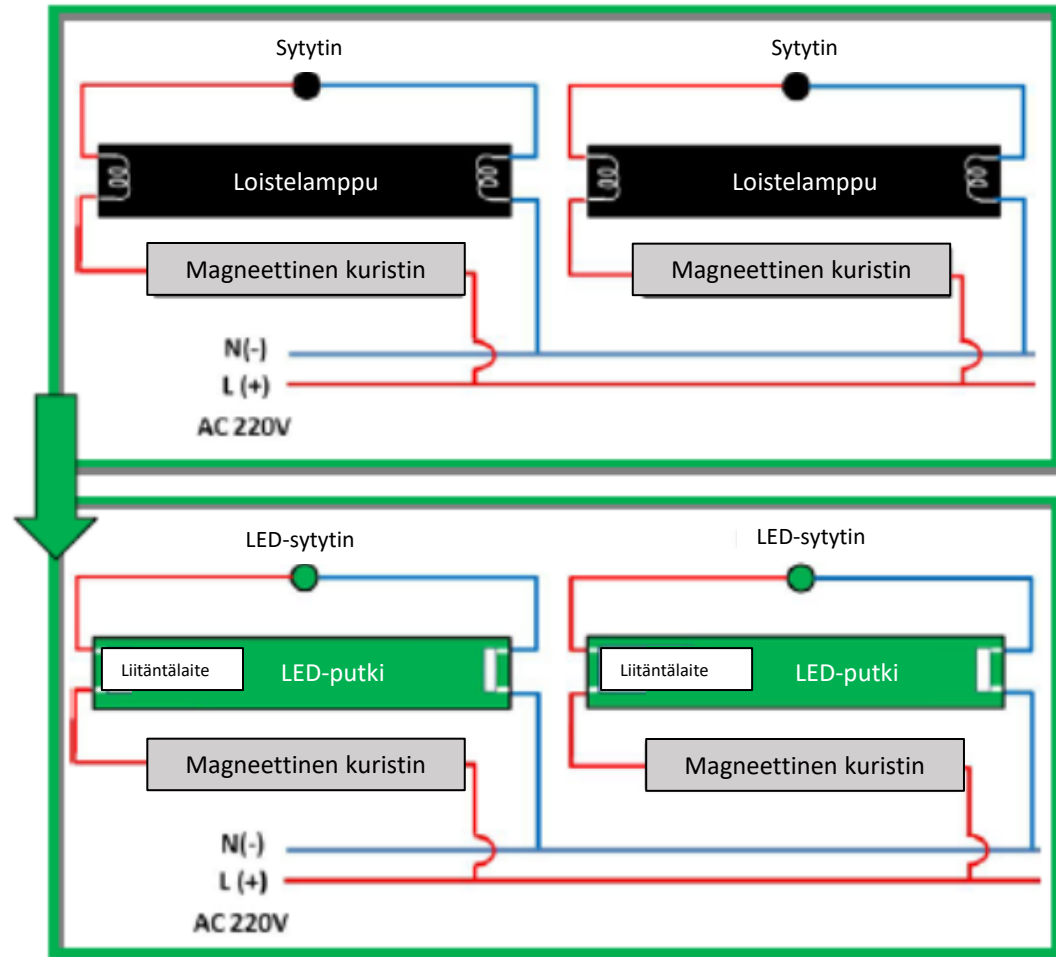 Sytytin Sytytin
Loistelamppu Loistelamppu
Magneettinen kuristin Magneettinen kuristin
N(-)
L (+)
AC 220V
LED-sytytin LED-sytytin
Liitäntälaite LED-putki Liitäntälaite LED-putki
Magneettinen kuristin Magneettinen kuristin
N(-)
L (+)
AC 220V